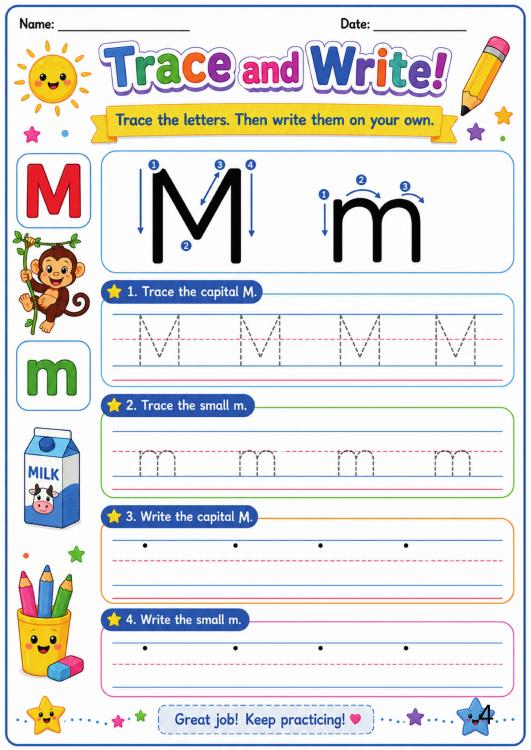 Name: Date:
Trace and Write!
Trace the letters. Then write them on your own.
M
1 3 4 M 2
1 2 3 m
1. Trace the capital M.
M M M M
m
2. Trace the small m.
m m m m
MILK
3. Write the capital M.
4. Write the small m.
Great job! Keep practicing!
4